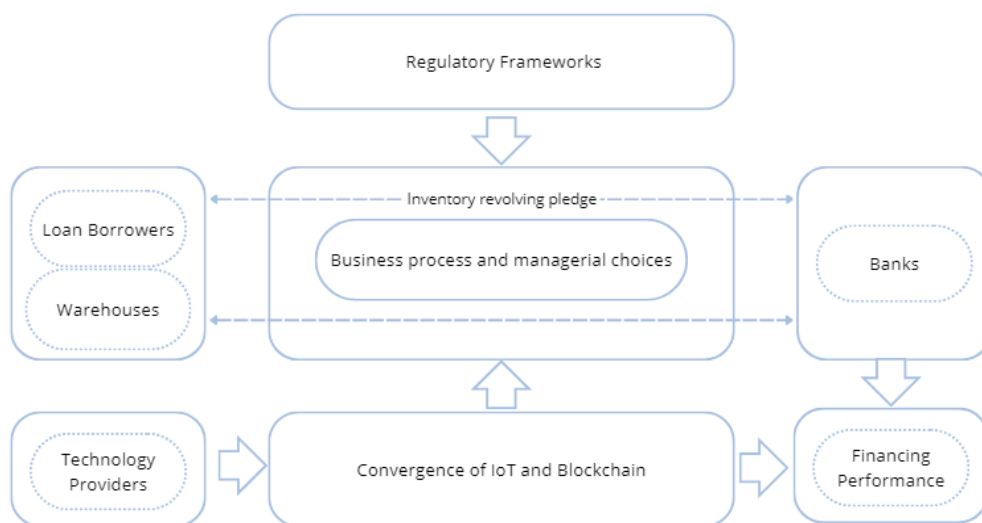 Regulatory Frameworks
Inventory revolving pledge
Loan Borrowers
Business process and managerial choices
Banks
Warehouses
Technology
Providers
Convergence of IoT and Blockchain
Financing
Performance